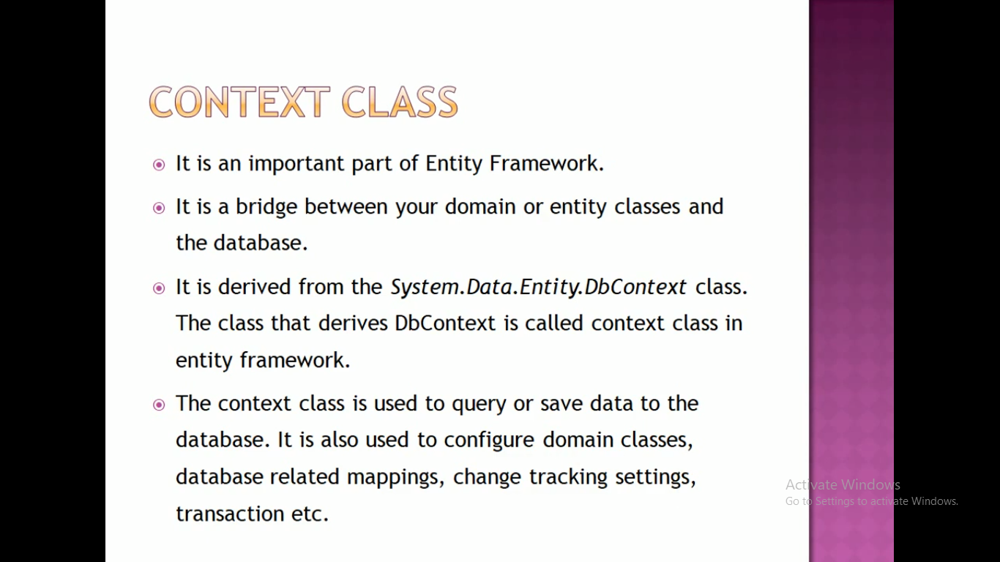 CONTEXT CLASS
It is an important part of Entity Framework.
It is a bridge between your domain or entity classes and
the database.
It is derived from the System.Data.Entity.DbContext class.
The class that derives DbContext is called context class in
entity framework.
The context class is used to query or save data to the
database. It is also used to configure domain classes,
database related mappings, change tracking settings,
transaction etc.
Activate Windows
Go to Settings to activate Windows.